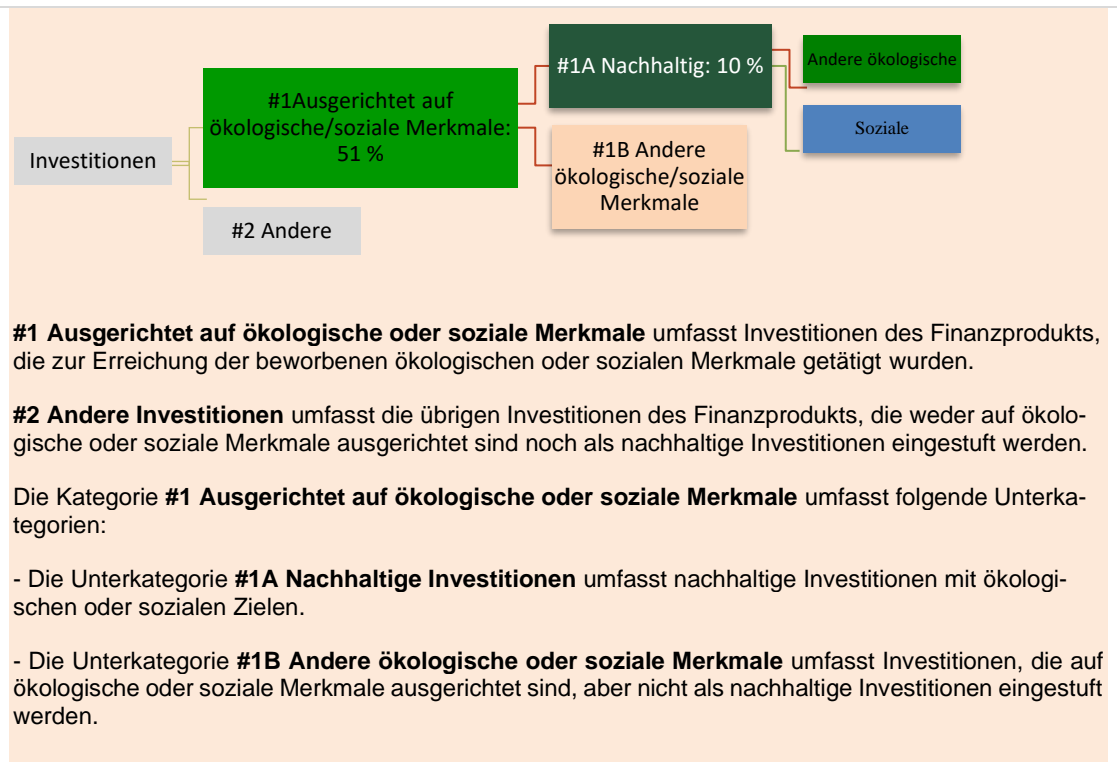 Investitionen
#1Ausgerichtet auf
ökologische/soziale Merkmale:
51 %
#2 Andere
#1A Nachhaltig: 10 %
#1B Andere
ökologische/soziale
Merkmale
Andere ökologische
Soziale
#1 Ausgerichtet auf ökologische oder soziale Merkmale umfasst Investitionen des Finanzprodukts,
die zur Erreichung der beworbenen ökologischen oder sozialen Merkmale getätigt wurden.
#2 Andere Investitionen umfasst die übrigen Investitionen des Finanzprodukts, die weder auf ökolo-
gische oder soziale Merkmale ausgerichtet sind noch als nachhaltige Investitionen eingestuft werden.
Die Kategorie #1 Ausgerichtet auf ökologische oder soziale Merkmale umfasst folgende Unterka-
tegorien:
- Die Unterkategorie #1A Nachhaltige Investitionen umfasst nachhaltige Investitionen mit ökologi-
schen oder sozialen Zielen.
- Die Unterkategorie #1B Andere ökologische oder soziale Merkmale umfasst Investitionen, die auf
ökologische oder soziale Merkmale ausgerichtet sind, aber nicht als nachhaltige Investitionen eingestuft
werden.